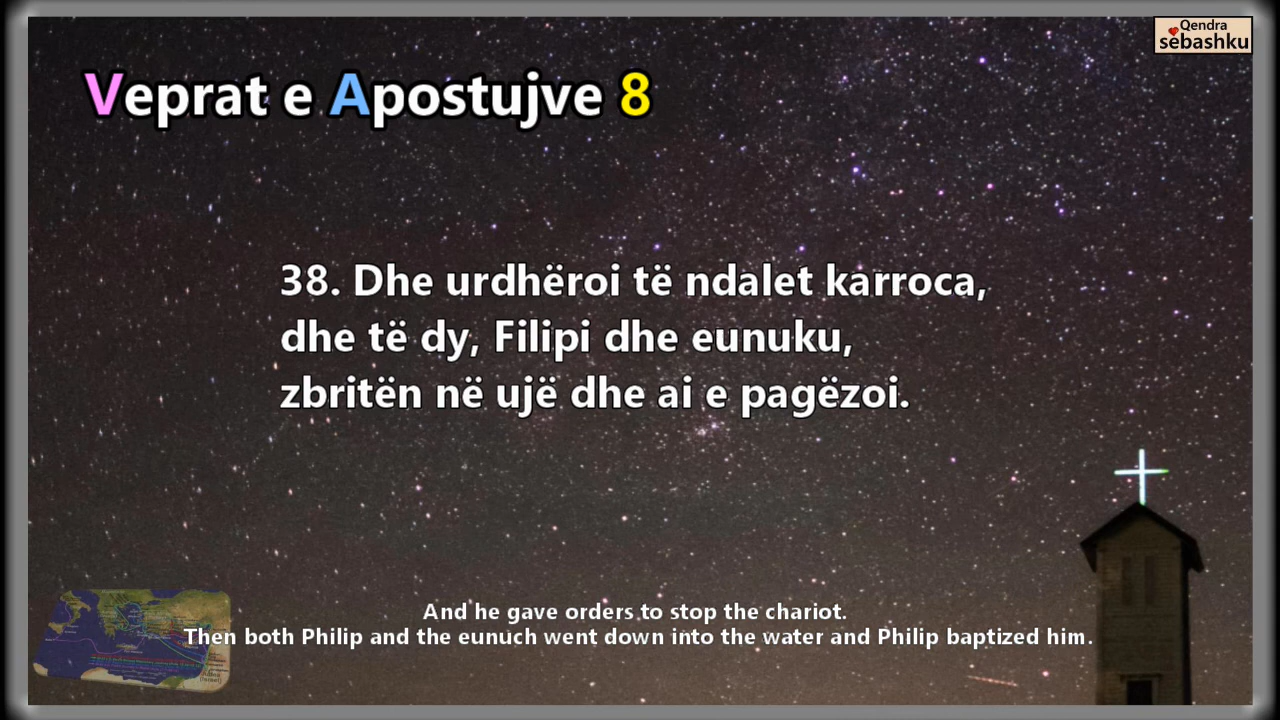 Qendra
sëbashku
Veprat e Apostujve 8
38. Dhe urdhëroi të ndalet karroca,
dhe të dy, Filipi dhe eunuku,
zbritën në ujë dhe ai e pagëzoi.
And he gave orders to stop the chariot.
Then both Philip and the eunuch went down into the water and Philip baptized him.